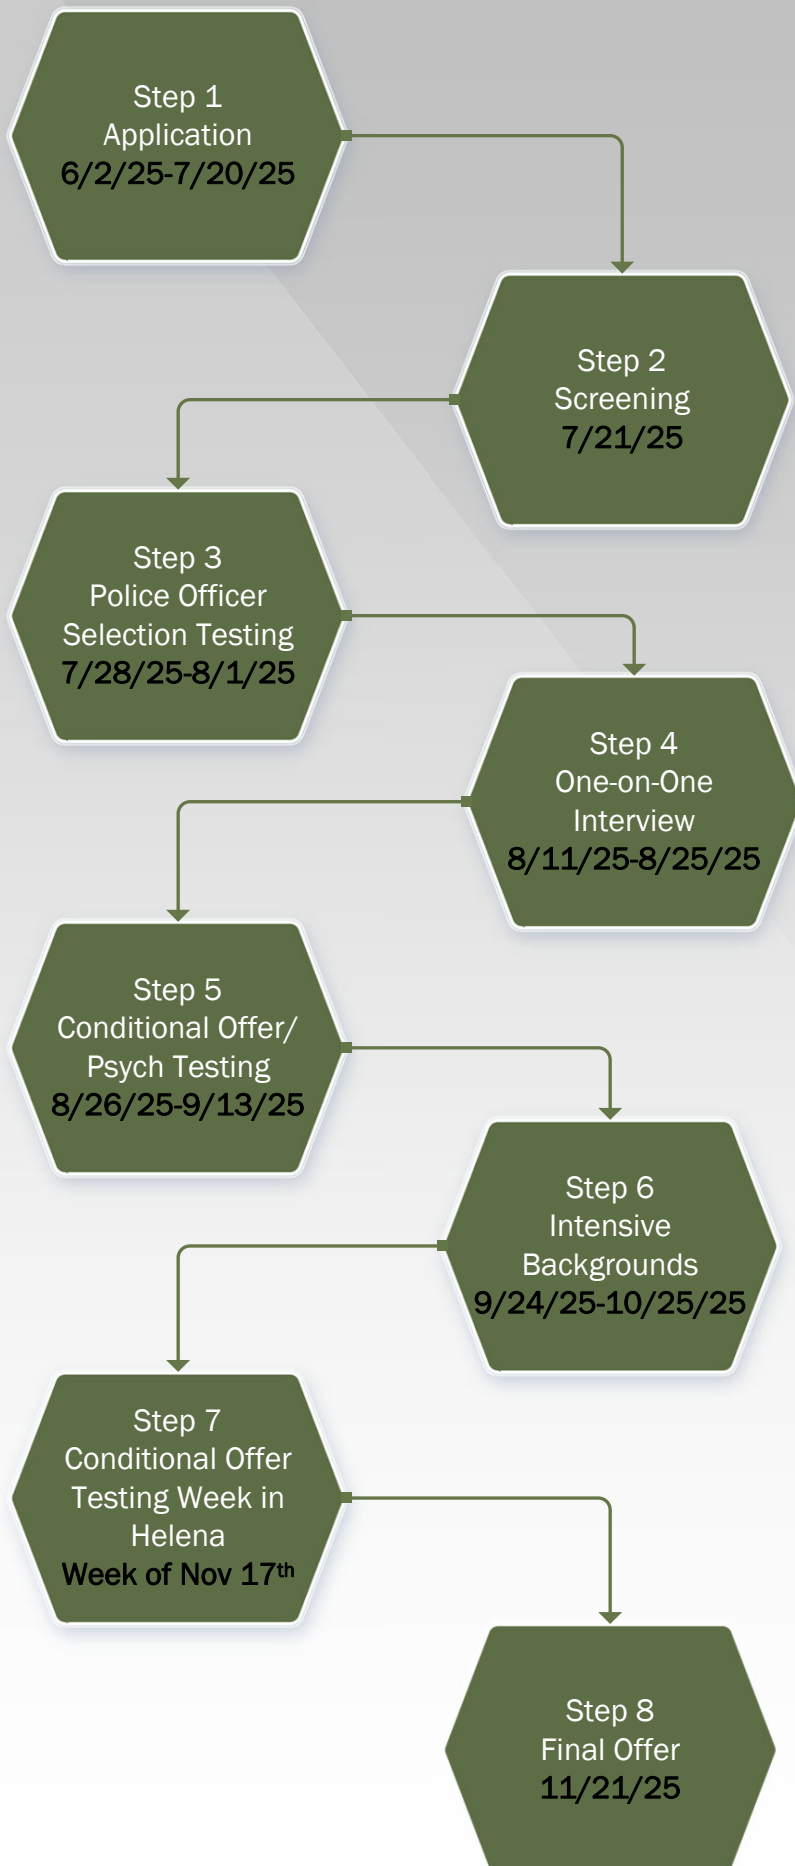 Step 1
Application
6/2/25-7/20/25
Step 2
Screening
7/21/25
Step 3
Police Officer
Selection Testing
7/28/25-8/1/25
Step 4
One-on-One
Interview
8/11/25-8/25/25
Step 5
Conditional Offer/
Psych Testing
8/26/25-9/13/25
Step 6
Intensive
Backgrounds
9/24/25-10/25/25
Step 7
Conditional Offer
Testing Week in
Helena
Week of Nov 17th
Step 8
Final Offer
11/21/25